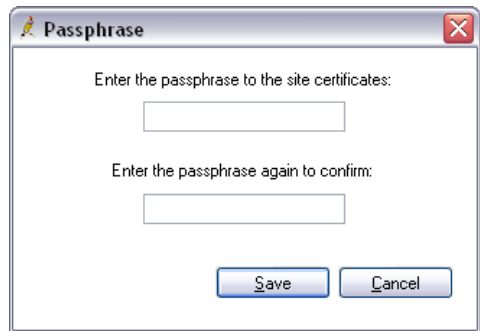 Passphrase
Enter the passphrase to the site certificates:
Enter the passphrase again to confirm:
Save Cancel